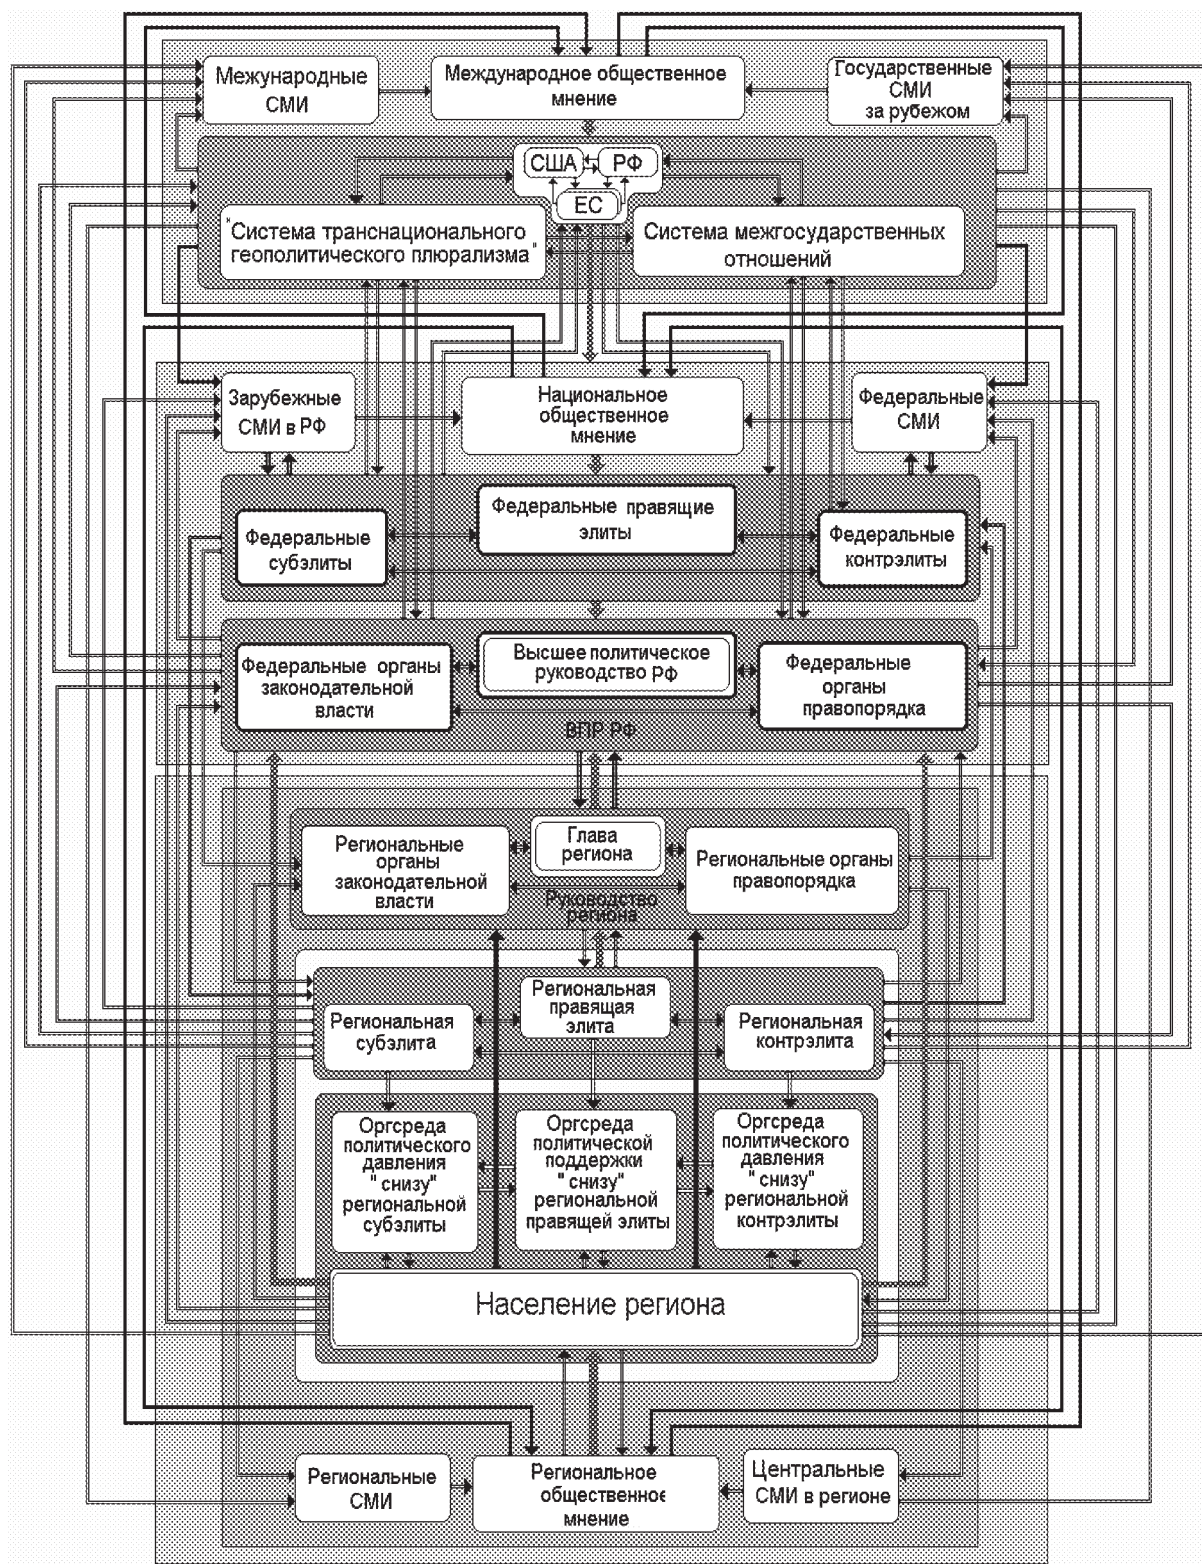 Межународные
СМИ
Международное общественное
мнение
Государственные
СМИ
за рубежом
США
РФ
ЕС
"Система транснационального
геополитического плюрализма"
Система межгосударственных
отношений
Зарубежные
СМИ в РФ
Национальное
общественное
мнение
Федеральные
СМИ
Федеральные
субэлиты
Федеральные правящие
элиты
Федеральные
контрэлиты
Федеральные органы
законодательной
власти
Высшее политическое
руководство РФ
Федеральные
органы
правопорядка
ВПР РФ
Региональные
органы
законодательной
власти
Глава
региона
Региональные органы
правопорядка
Руководство
региона
Региональная
субэлита
Региональная
правящая
элита
Региональная
контрэлита
Оргсреда
политического
давления
"снизу"
региональной
субэлиты
Оргсреда
политической
поддержки
"снизу"
региональной
правящей элиты
Оргсреда
политического
давления
"снизу"
региональной
контрэлиты
Население региона
Региональные
СМИ
Региональное
общественное
мнение
Центральные
СМИ в регионе